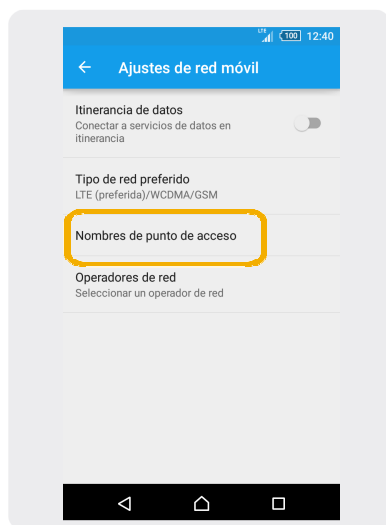 LTE 100 12:40
Ajustes de red móvil
Itinerancia de datos
Conectar a servicios de datos en
itinerancia
Tipo de red preferido
LTE (preferida)/WCDMA/GSM
Nombres de punto de acceso
Operadores de red
Seleccionar un operador de red